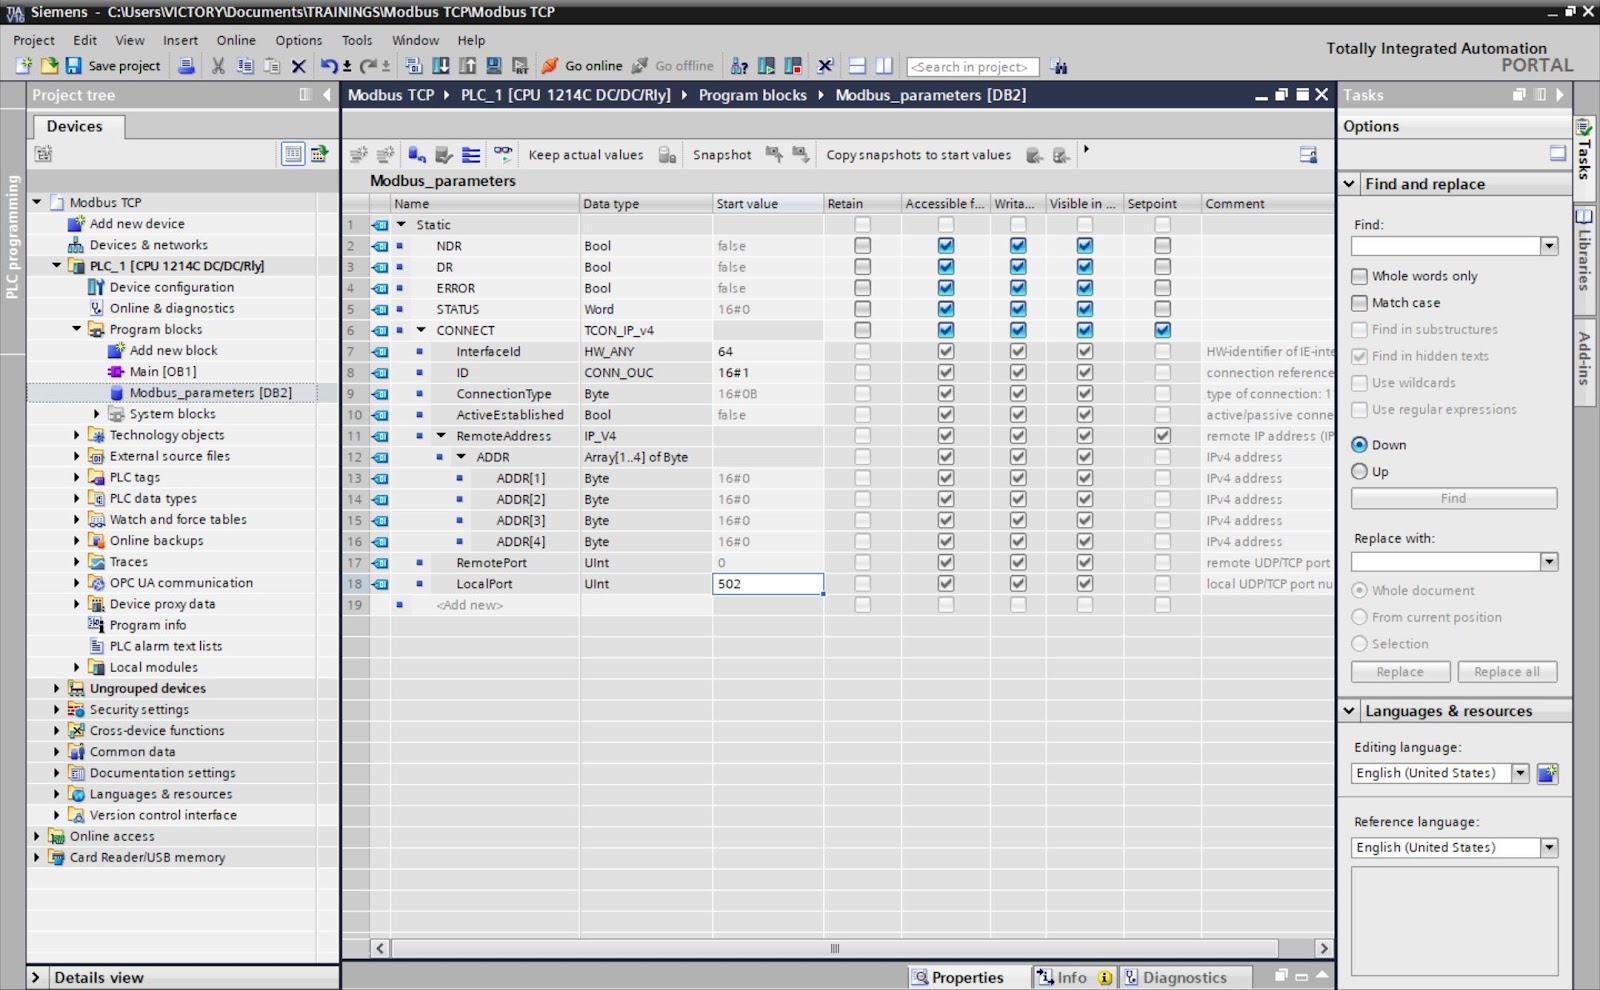 Siemens - C:\Users\VICTORY\Documents\TRAININGS\Modbus TCP\Modbus TCP
Project Edit View Insert Online Options Tools Window Help
Totally Integrated Automation
PORTAL
Save project Go online Go offline <Search in project>
Project tree
Modbus TCP PLC_1 [CPU 1214C DC/DC/Rly] Program blocks Modbus_parameters [DB2]
Tasks
Devices
Options
PLC programming
Modbus TCP
Add new device
Devices & networks
PLC_1 [CPU 1214C DC/DC/Rly]
Device configuration
Online & diagnostics
Program blocks
Add new block
Main [OB1]
Modbus_parameters [DB2]
System blocks
Technology objects
External source files
PLC tags
PLC data types
Watch and force tables
Online backups
Traces
OPC UA communication
Device proxy data
Program info
PLC alarm text lists
Local modules
Ungrouped devices
Security settings
Cross-device functions
Common data
Documentation settings
Languages & resources
Version control interface
Online access
Card Reader/USB memory
Details view
Keep actual values Snapshot Copy snapshots to start values
Modbus_parameters
Name Data type Start value Retain Accessible f... Writa... Visible in ... Setpoint Comment
1 Static
2 NDR Bool false
3 DR Bool false
4 ERROR Bool false
5 STATUS Word 16#0
6 CONNECT TCON_IP_v4
7 InterfaceId HW_ANY 64 HW-identifier of IE-inte
8 ID CONN_OUC 16#1 connection reference
9 ConnectionType Byte 16#0B type of connection: 1
10 ActiveEstablished Bool false active/passive conne
11 RemoteAddress IP_V4 remote IP address (IP
12 ADDR Array[1..4] of Byte IPv4 address
13 ADDR[1] Byte 16#0 IPv4 address
14 ADDR[2] Byte 16#0 IPv4 address
15 ADDR[3] Byte 16#0 IPv4 address
16 ADDR[4] Byte 16#0 IPv4 address
17 RemotePort UInt 0 remote UDP/TCP port
18 LocalPort UInt 502 local UDP/TCP port nu
19 <Add new>
Properties Info Diagnostics
Find and replace
Find:
Whole words only
Match case
Find in substructures
Find in hidden texts
Use wildcards
Use regular expressions
Down
Up
Find
Replace with:
Whole document
From current position
Selection
Replace Replace all
Languages & resources
Editing language:
English (United States)
Reference language:
English (United States)
Tasks
Libraries
Add-ins